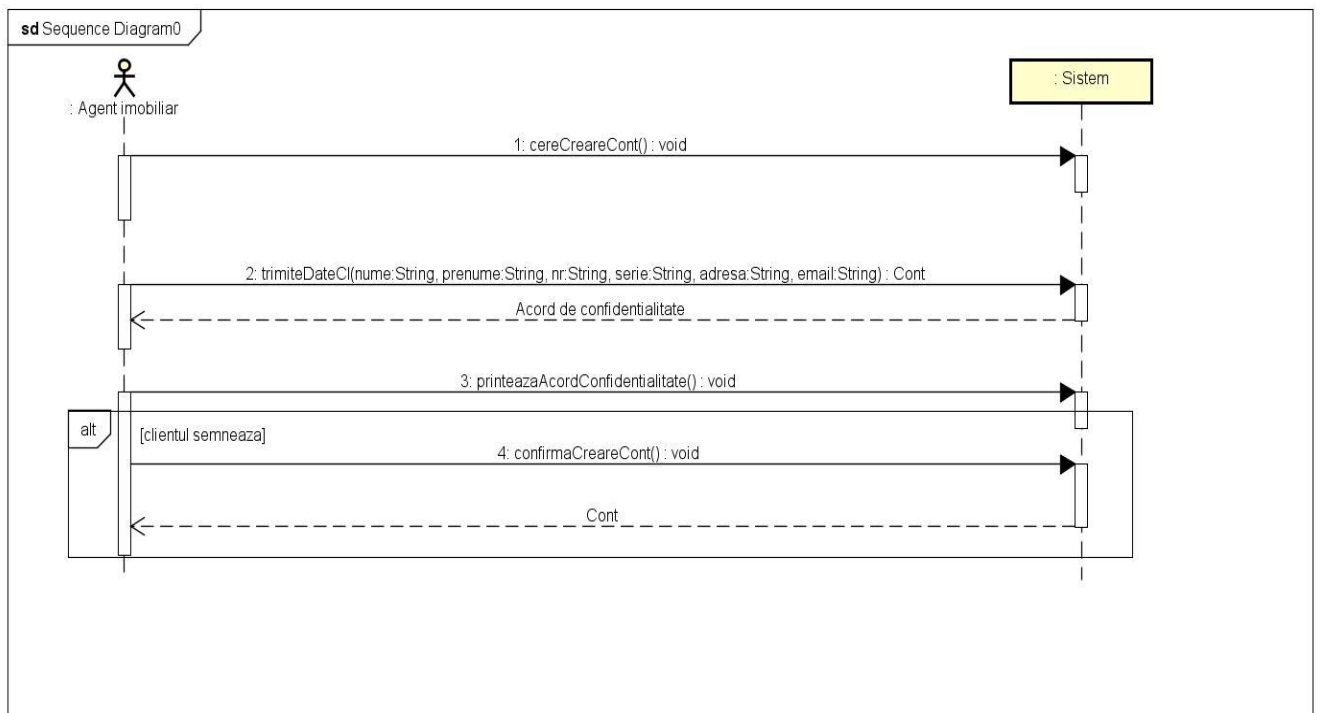 sd Sequence Diagram0
: Agent imobiliar
: Sistem
1: cereCreareCont() : void
2: trimiteDateCI(nume:String, prenume:String, nr:String, serie:String, adresa:String, email:String) : Cont
Acord de confidentialitate
3: printeazaAcordConfidentialitate() : void
alt
[clientul semneaza]
4: confirmaCreareCont() : void
Cont